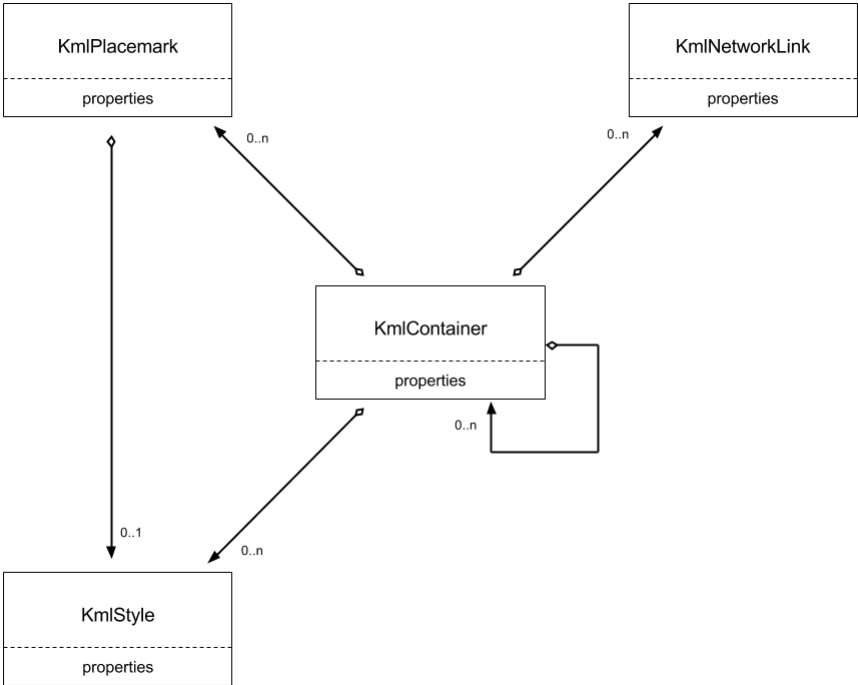 KmlPlacemark
properties
KmlNetworkLink
properties
0..n
0..n
KmlContainer
properties
0..n
0..1
0..n
KmlStyle
properties